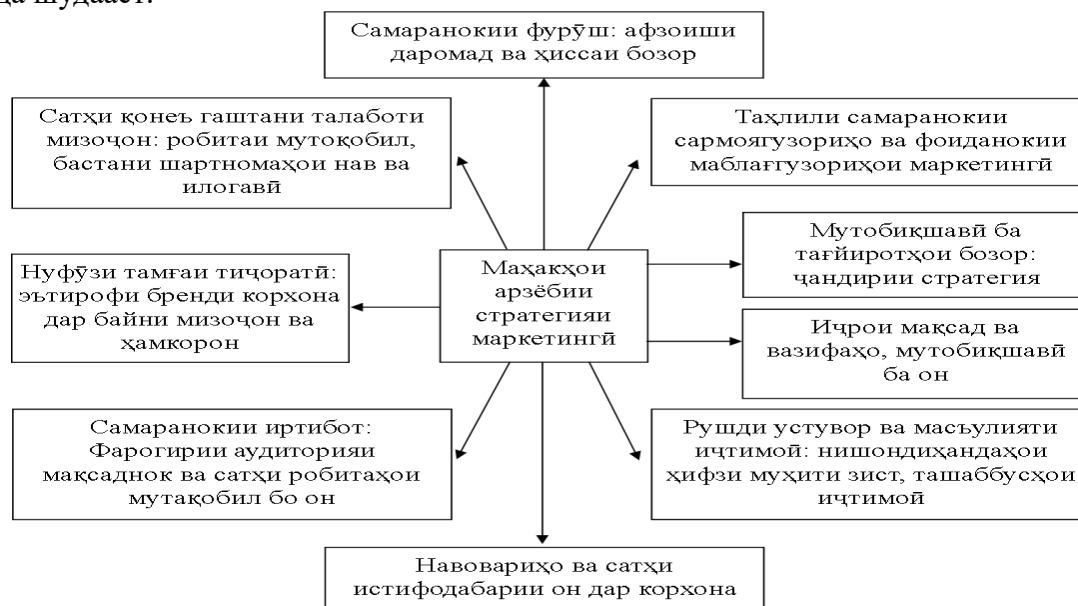 да шудааст.
Самаранокии фурӯш: афзоиши
даромад ва ҳиссаи бозор
Сатҳи қонеъ гаштани талаботи
мизоҷон: робитаи мутоқобил,
бастани шартномаҳои нав ва
илогавӣ
Таҳлили самаранокии
сармоягузориҳо ва фоиданокии
маблағгузориҳои маркетингӣ
Нуфӯзи тамғаи тиҷоратӣ:
эътирофи бренди корхона
дар байни мизоҷон ва
ҳамкорон
Маҳакҳои
арзёбии
стратегияи
маркетингӣ
Мутобиқшавӣ ба
тағйиротҳои бозор:
чандирии стратегия
Иҷрои мақсад ва
вазифаҳо, мутобиқшавӣ
ба он
Самаранокии иртибот:
Фарогирии аудиторияи
мақсаднок ва сатҳи робитаҳои
мутақобил бо он
Рушди устувор ва масъулияти
иҷтимоӣ: нишондиҳандаҳои
ҳифзи муҳити зист, ташаббусҳои
иҷтимоӣ
Навовариҳо ва сатҳи
истифодабарии он дар корхона